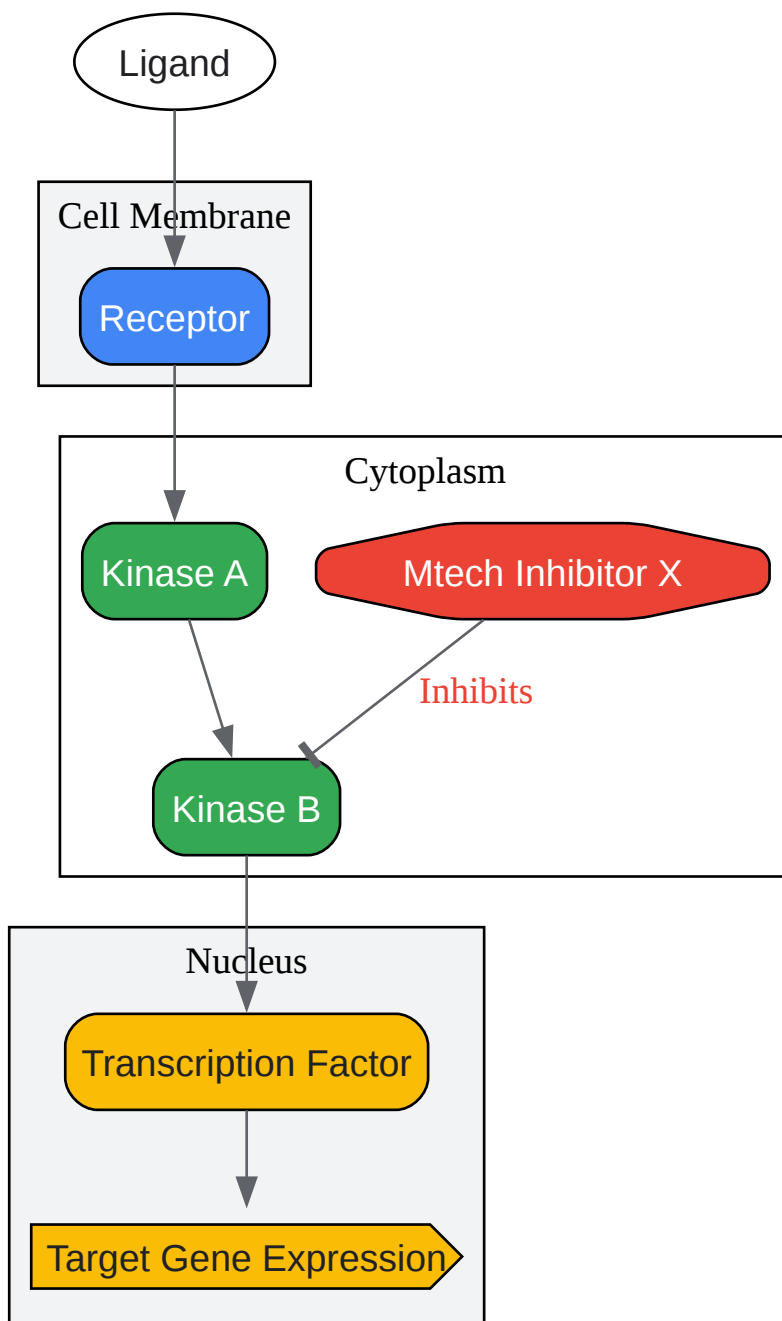 Ligand
Cell Membrane
Receptor
Cytoplasm
Kinase A
Mtech Inhibitor X
Inhibits
Kinase B
Nucleus
Transcription Factor
Target Gene Expression